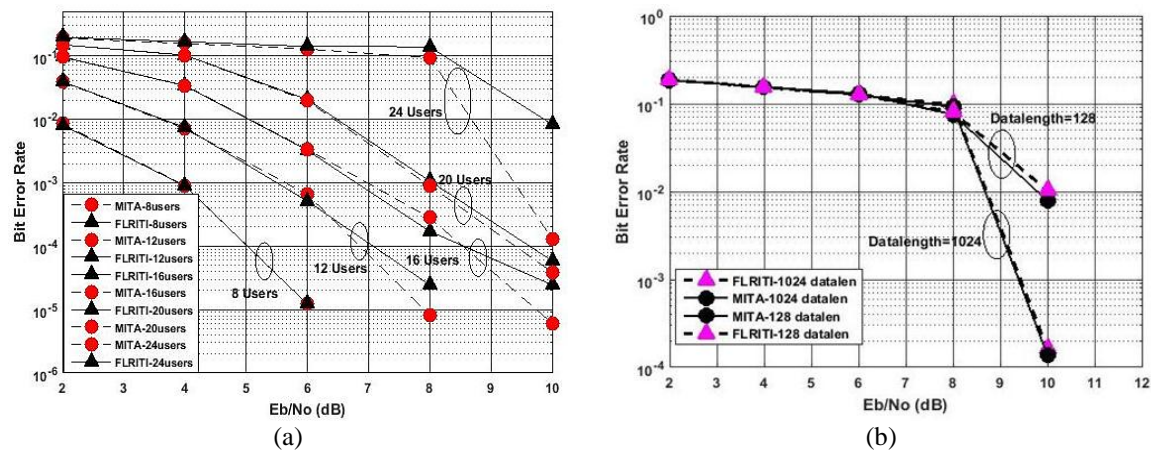 (a)
Bit Error Rate
10^-1
10^-2
10^-3
10^-4
10^-5
10^-6
2 3 4 5 6 7 8 9 10
Eb/No (dB)
24 Users
20 Users
16 Users
12 Users
8 Users
MITA-8users
FLRITI-8users
MITA-12users
FLRITI-12users
FLRITI-16users
MITA-16users
FLRITI-20users
MITA-20users
MITA-24users
FLRITI-24users
(a)
(b)
Bit Error Rate
10^0
10^-1
10^-2
10^-3
10^-4
2 3 4 5 6 7 8 9 10 11 12
Eb/No (dB)
Datalength=128
Datalength=1024
FLRITI-1024 datalen
MITA-1024 datalen
MITA-128 datalen
FLRITI-128 datalen
(b)